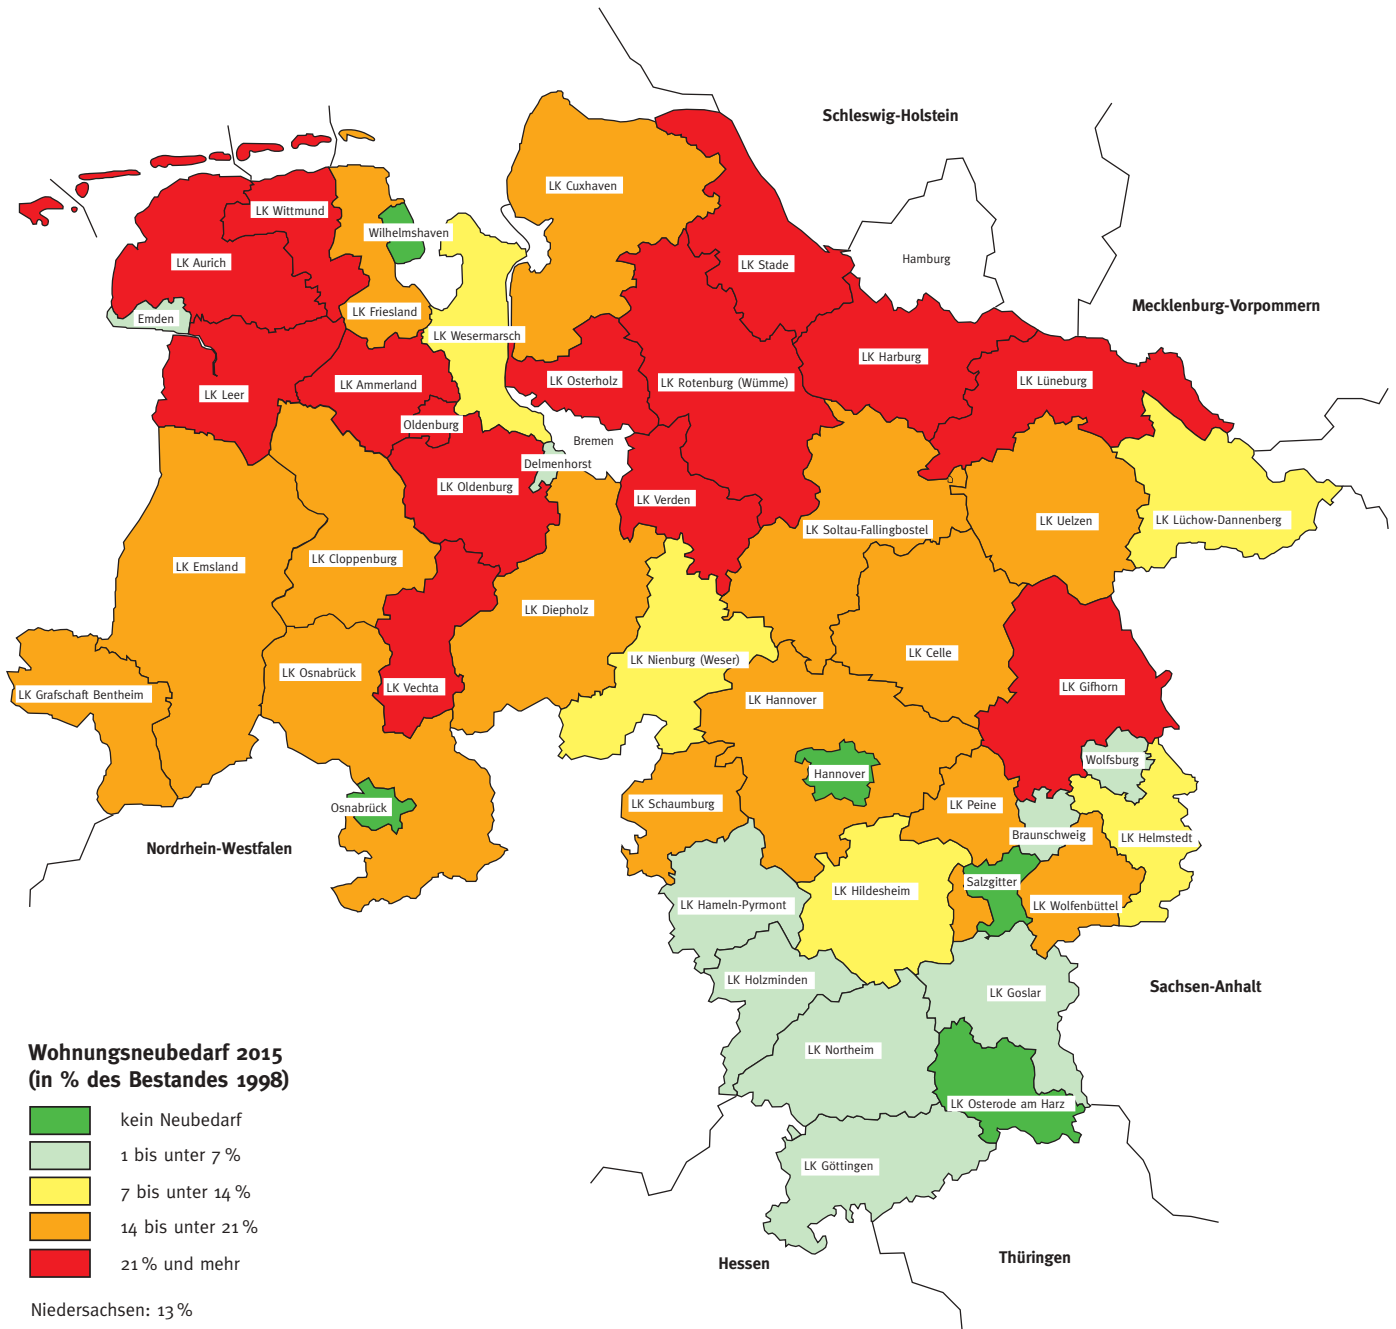 Schleswig-Holstein
LK Cuxhaven
LK Wittmund
Wilhelmshaven
Hamburg
LK Aurich
LK Stade
Mecklenburg-Vorpommern
LK Friesland
Emden
LK Wesermarsch
LK Harburg
LK Osterholz
LK Rotenburg (Wümme)
LK Lüneburg
LK Ammerland
LK Leer
Oldenburg
Bremen
Delmenhorst
LK Oldenburg
LK Verden
LK Soltau-Fallingbostel
LK Uelzen
LK Lüchow-Dannenberg
LK Cloppenburg
LK Emsland
LK Diepholz
LK Celle
LK Nienburg (Weser)
LK Osnabrück
LK Vechta
LK Gifhorn
LK Grafschaft Bentheim
LK Hannover
Wolfsburg
Hannover
LK Schaumburg
LK Peine
Osnabrück
Braunschweig
LK Helmstedt
Nordrhein-Westfalen
Salzgitter
LK Hildesheim
LK Hameln-Pyrmont
LK Wolfenbüttel
LK Holzminden
Sachsen-Anhalt
LK Goslar
LK Northeim
LK Osterode am Harz
LK Göttingen
Hessen
Thüringen
Wohnungsneubedarf 2015
(in % des Bestandes 1998)
kein Neubedarf
1 bis unter 7 %
7 bis unter 14 %
14 bis unter 21 %
21 % und mehr
Niedersachsen: 13 %